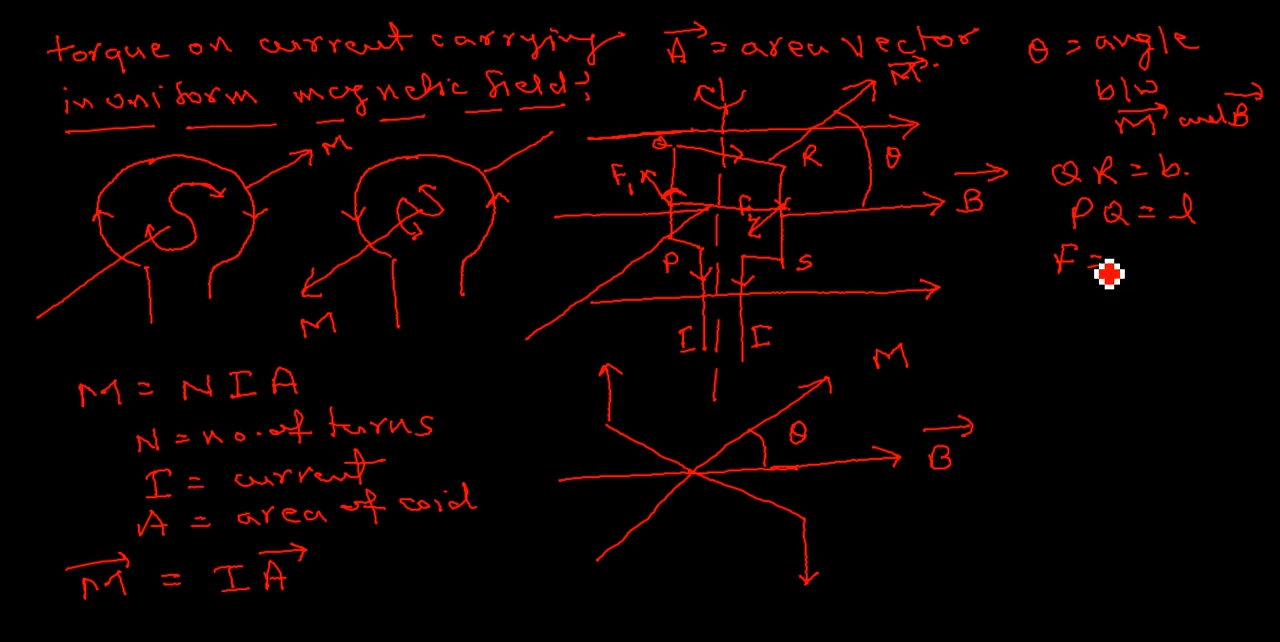 torque on current carrying
in uniform magnetic field:
A = area vector
θ = angle
b/w
M and B
QR = b.
PQ = l
F =
M
M
M
Q
R
θ
F1
F2
B
P
S
I
I
M = NIA
N = no. of turns
I = current
A = area of coil
M = IA
M
θ
B